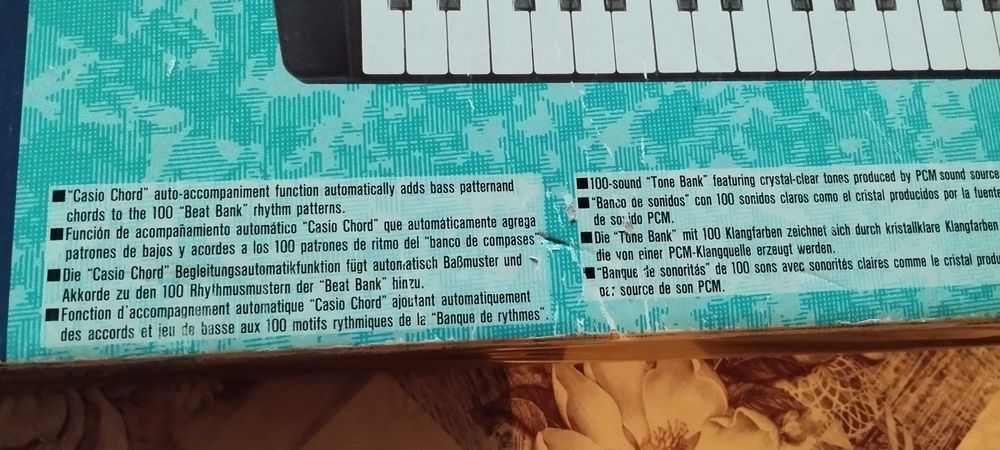 ■"Casio Chord" auto-accompaniment function automatically adds bass patternand
chords to the 100 "Beat Bank" rhythm patterns.
■Función de acompañamiento automático "Casio Chord" que automáticamente agrega
patrones de bajos y acordes a los 100 patrones de ritmo del "banco de compases"
■Die "Casio Chord" Begleitungsautomatikfunktion fügt automatisch Baßmuster und
Akkorde zu den 100 Rhythmusmustern der "Beat Bank" hinzu.
■Fonction d'accompagnement automatique "Casio Chord" ajoutant automatiquement
des accords et jeu de basse aux 100 motifs rythmiques de la "Banque de rythmes".
■100-sound "Tone Bank" featuring crystal-clear tones produced by PCM sound source
■"Banco de sonidos" con 100 sonidos claros como el cristal producidos por la fuente
de sonido PCM.
■Die "Tone Bank" mit 100 Klangfarben zeichnet sich durch kristallklare Klangfarben
die von einer PCM-Klangquelle erzeugt werden.
■"Banque de sonorités" de 100 sons avec sonorités claires comme le cristal produ
par source de son PCM.